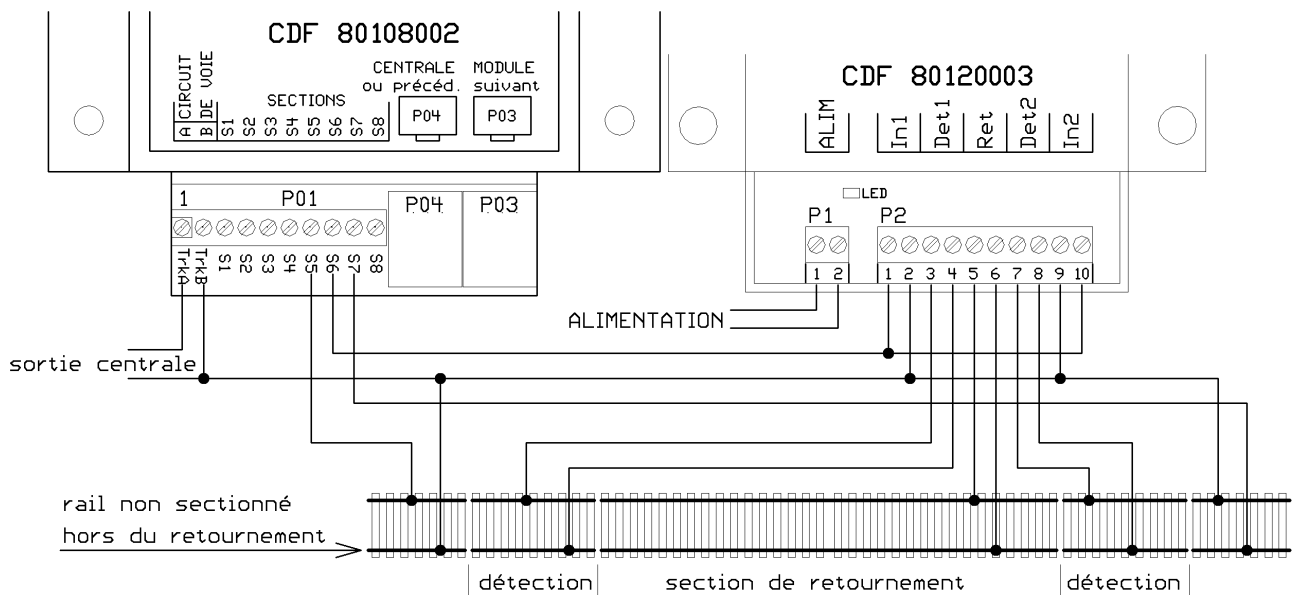 CDF 80108002
CIRCUIT
DE VOIE
A
B
SECTIONS
S1
S2
S3
S4
S5
S6
S7
S8
CENTRALE
ou précéd.
P04
MODULE
suivant
P03
1
P01
P04
P03
TrkA
TrkB
S1
S2
S3
S4
S5
S6
S7
S8
CDF 80120003
ALIM
In1
Det1
Ret
Det2
In2
LED
P1
P2
1 2
1 2 3 4 5 6 7 8 9 10
ALIMENTATION
sortie centrale
rail non sectionné
hors du retournement
détection
section de retournement
détection